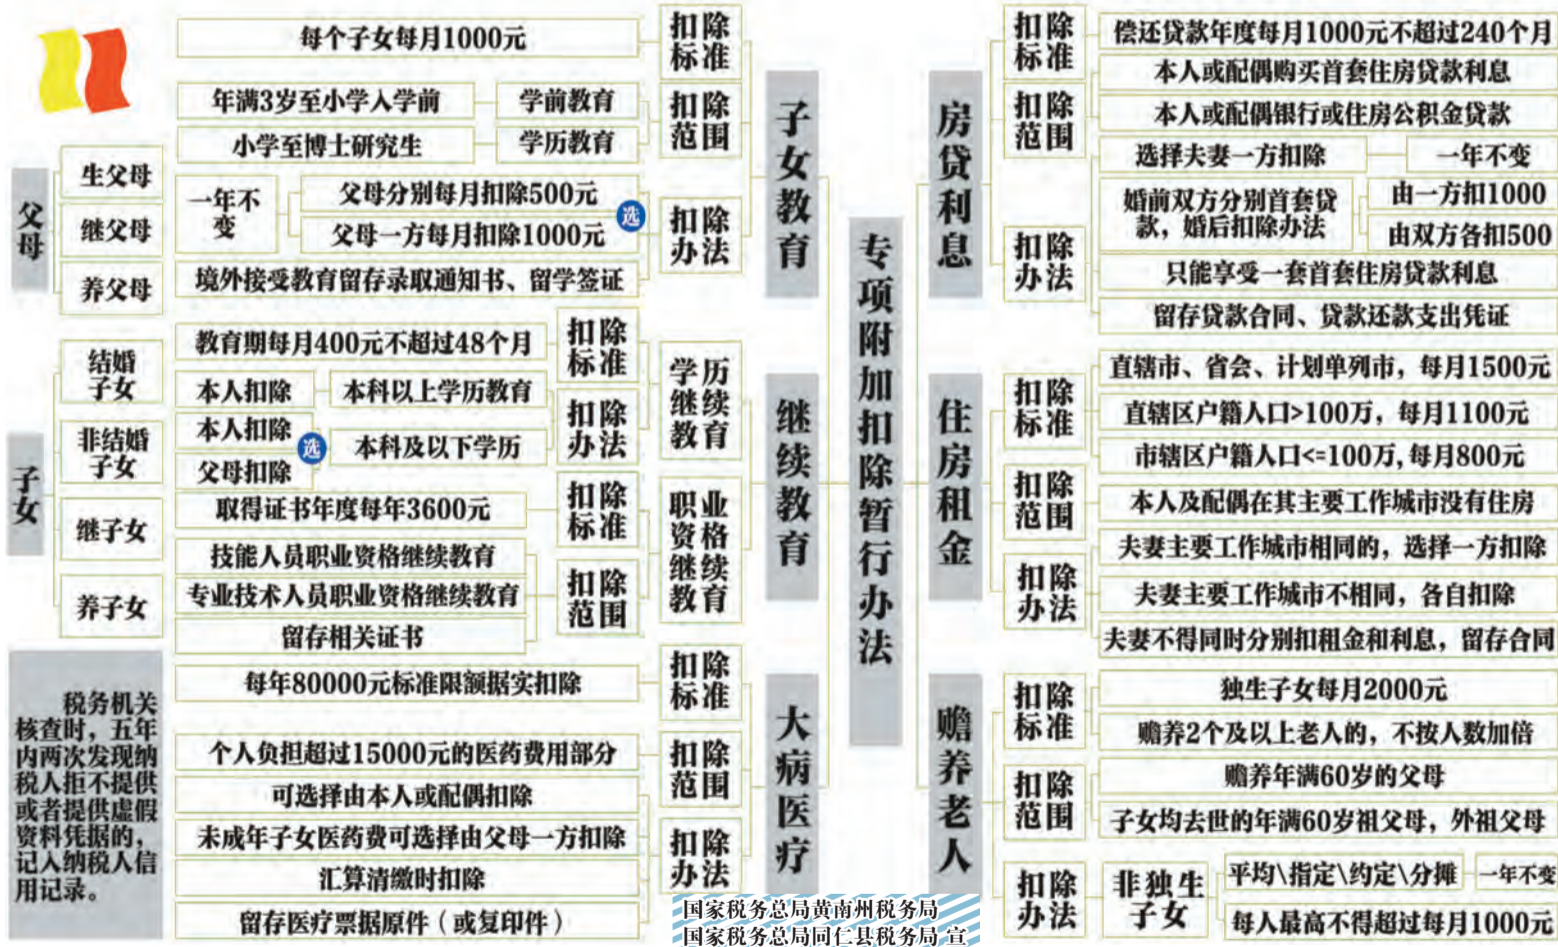 专项附加扣除暂行办法
子女教育
扣除
标准
每个子女每月1000元
扣除
范围
学前教育
年满3岁至小学入学前
学历教育
小学至博士研究生
扣除
办法
选
父母分别每月扣除500元
父母一方每月扣除1000元
一年不
变
境外接受教育留存录取通知书、留学签证
继续教育
学历
继续
教育
扣除
标准
教育期每月400元不超过48个月
扣除
办法
本科以上学历教育
本人扣除
本科及以下学历
选
本人扣除
父母扣除
职业
资格
继续
教育
扣除
标准
取得证书年度每年3600元
扣除
范围
技能人员职业资格继续教育
专业技术人员职业资格继续教育
留存相关证书
大病医疗
扣除
标准
每年80000元标准限额据实扣除
扣除
范围
个人负担超过15000元的医药费用部分
扣除
办法
可选择由本人或配偶扣除
未成年子女医药费可选择由父母一方扣除
汇算清缴时扣除
留存医疗票据原件（或复印件）
父母
生父母
继父母
养父母
子女
结婚
子女
非结婚
子女
继子女
养子女
税务机关
核查时，五年
内两次发现纳
税人拒不提供
或者提供虚假
资料凭据的，
记入纳税人信
用记录。
房贷利息
扣除
标准
偿还贷款年度每月1000元不超过240个月
扣除
范围
本人或配偶购买首套住房贷款利息
本人或配偶银行或住房公积金贷款
扣除
办法
选择夫妻一方扣除
一年不变
婚前双方分别首套贷
款，婚后扣除办法
由一方扣1000
由双方各扣500
只能享受一套首套住房贷款利息
留存贷款合同、贷款还款支出凭证
住房租金
扣除
标准
直辖市、省会、计划单列市，每月1500元
直辖区户籍人口>100万，每月1100元
市辖区户籍人口<=100万,每月800元
扣除
范围
本人及配偶在其主要工作城市没有住房
扣除
办法
夫妻主要工作城市相同的，选择一方扣除
夫妻主要工作城市不相同，各自扣除
夫妻不得同时分别扣租金和利息，留存合同
赡养老人
扣除
标准
独生子女每月2000元
赡养2个及以上老人的，不按人数加倍
扣除
范围
赡养年满60岁的父母
子女均去世的年满60岁祖父母，外祖父母
扣除
办法
非独生
子女
平均\指定\约定\分摊
一年不变
每人最高不得超过每月1000元
国家税务总局黄南州税务局
国家税务总局同仁县税务局 宣